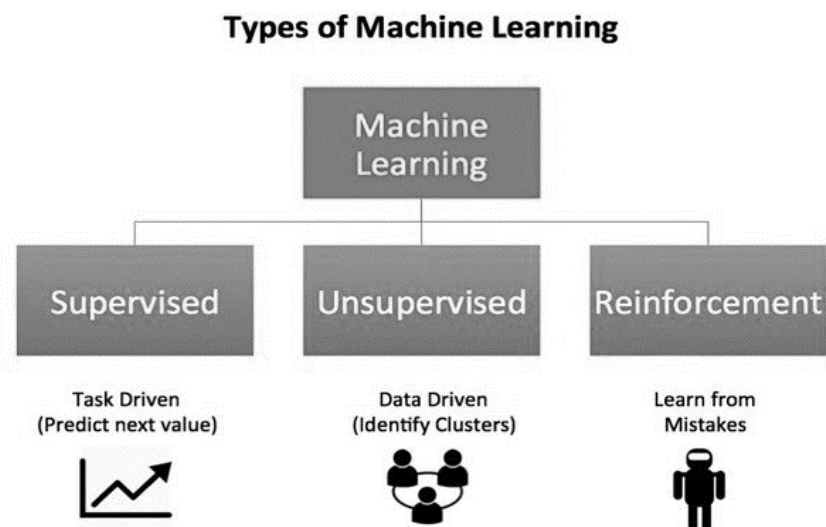 Types of Machine Learning
Machine
Learning
Supervised
Unsupervised
Reinforcement
Task Driven
(Predict next value)
Data Driven
(Identify Clusters)
Learn from
Mistakes